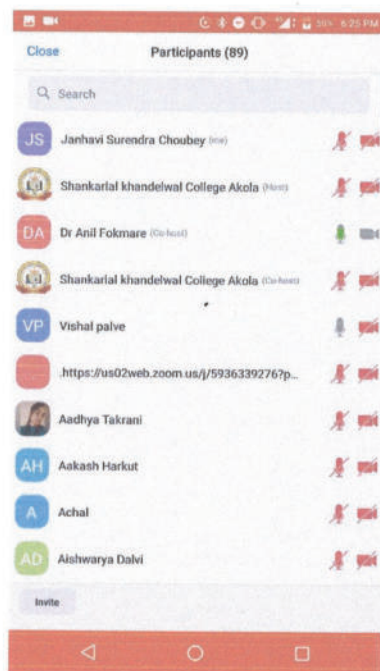 39% 6:25 PM
Close Participants (89)
Search
JS Janhavi Surendra Choubey (me)
Shankarlal khandelwal College Akola (Host)
DA Dr Anil Fokmare (Co-host)
Shankarlal khandelwal College Akola (Co-host)
VP Vishal palve
.https://us02web.zoom.us/j/5936339276?p...
Aadhya Takrani
AH Aakash Harkut
A Achal
AD Aishwarya Dalvi
Invite